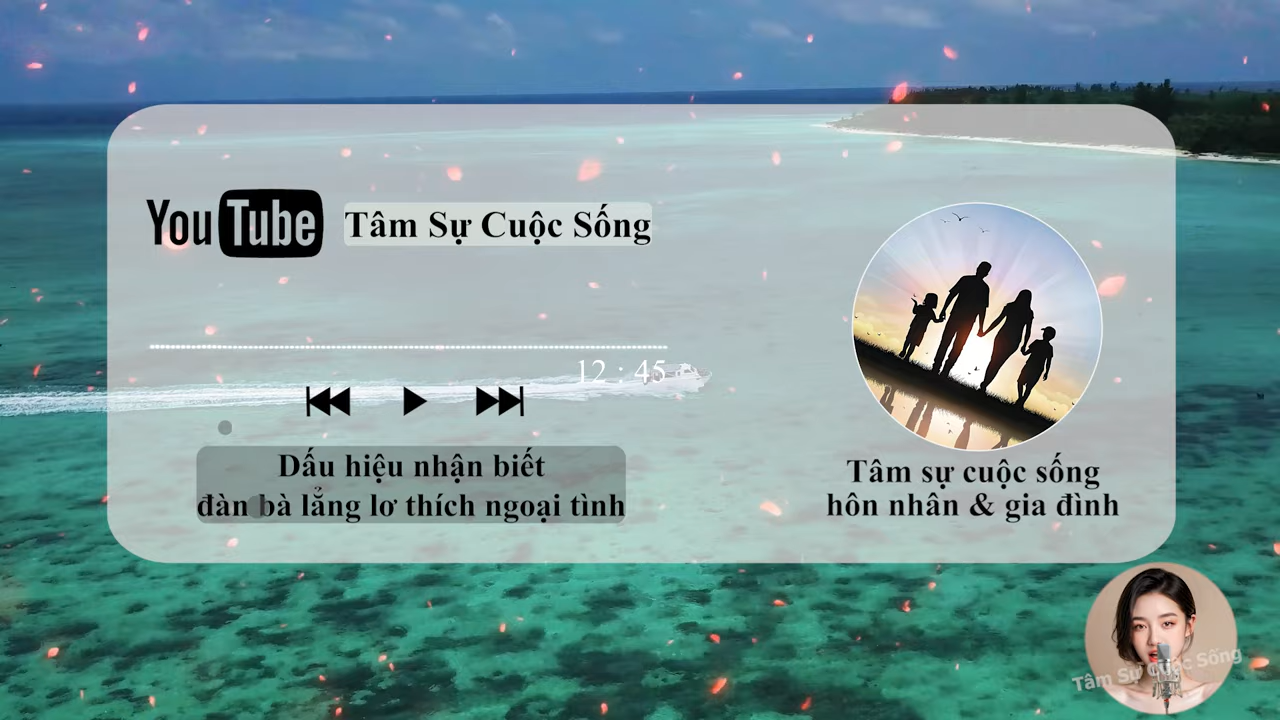 YouTube Tâm Sự Cuộc Sống
12 : 45
Dấu hiệu nhận biết
đàn bà lẳng lơ thích ngoại tình
Tâm sự cuộc sống
hôn nhân & gia đình
Tâm Sự Cuộc Sống